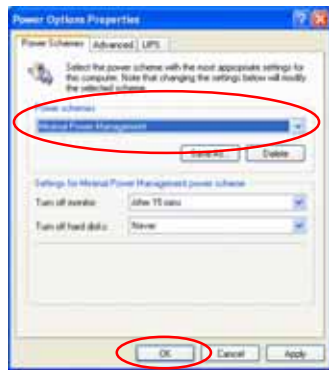 Power Options Properties
Power Schemes Advanced UPS
Select the power scheme with the most appropriate settings for
this computer. Note that changing the settings below will modify
the selected scheme.
Power schemes
Minimal Power Management
Save As... Delete
Settings for Minimal Power Management power scheme
Turn off monitor: After 15 mins
Turn off hard disks: Never
OK Cancel Apply